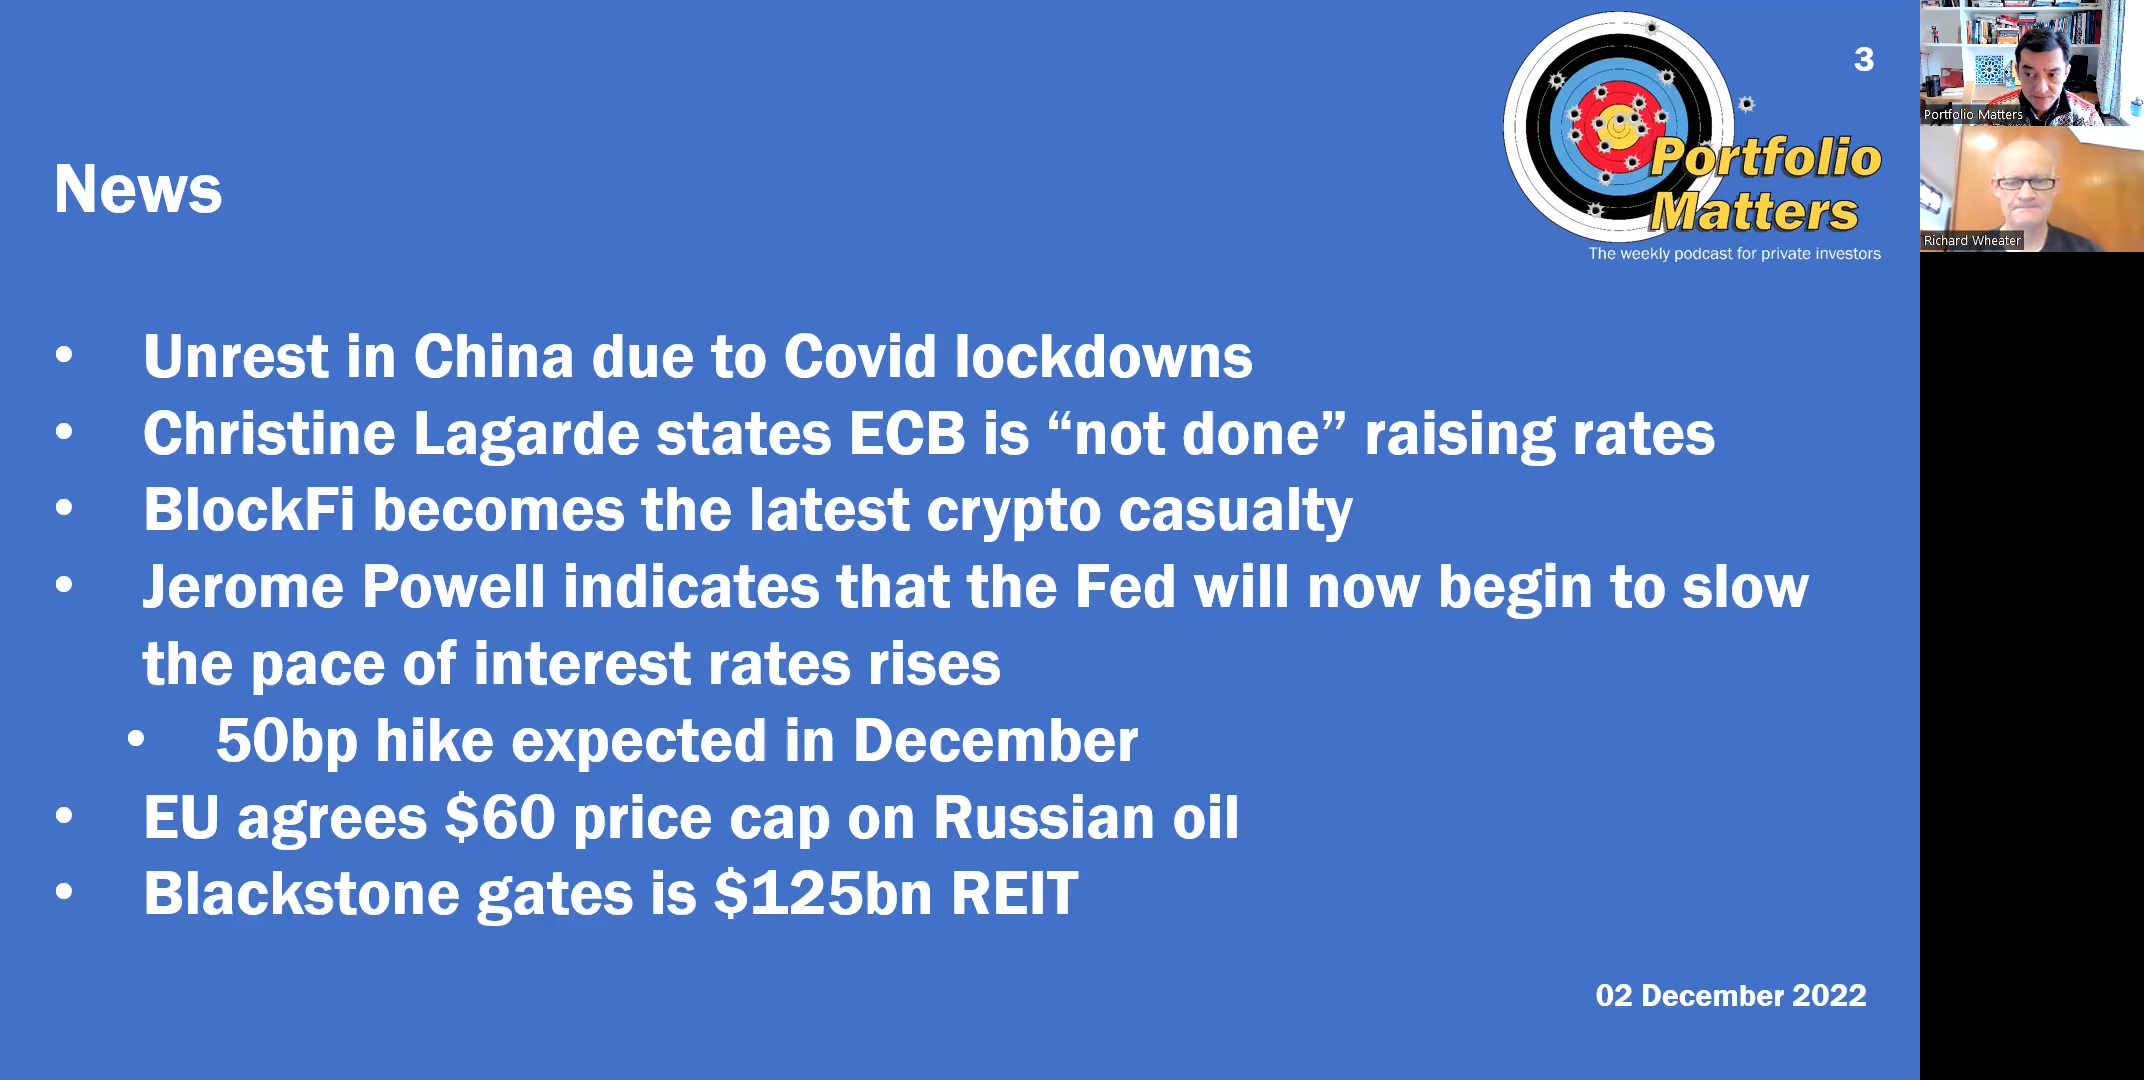 3
Portfolio
Matters
The weekly podcast for private investors
News
• Unrest in China due to Covid lockdowns
• Christine Lagarde states ECB is “not done” raising rates
• BlockFi becomes the latest crypto casualty
• Jerome Powell indicates that the Fed will now begin to slow
the pace of interest rates rises
• 50bp hike expected in December
• EU agrees $60 price cap on Russian oil
• Blackstone gates is $125bn REIT
02 December 2022
Portfolio Matters
Richard Wheater